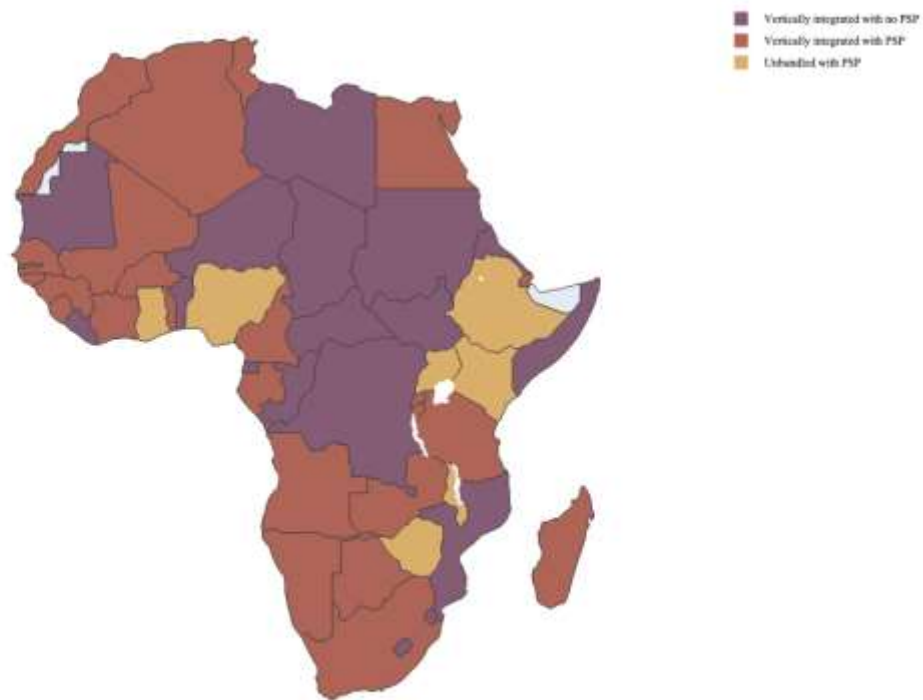 Vertically integrated with no PSP
Vertically integrated with PSP
Unbundled with PSP